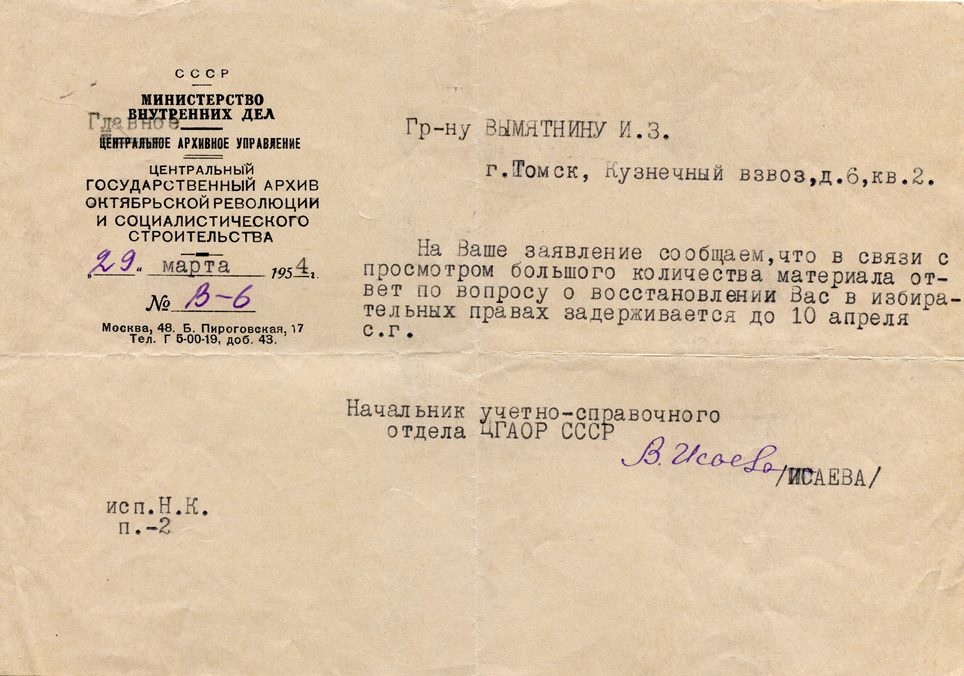 СССР
МИНИСТЕРСТВО
ВНУТРЕННИХ ДЕЛ
Главное
ЦЕНТРАЛЬНОЕ АРХИВНОЕ УПРАВЛЕНИЕ
ЦЕНТРАЛЬНЫЙ
ГОСУДАРСТВЕННЫЙ АРХИВ
ОКТЯБРЬСКОЙ РЕВОЛЮЦИИ
И СОЦИАЛИСТИЧЕСКОГО
СТРОИТЕЛЬСТВА
„29" марта 1954 г.
№ В-6
Москва, 48. Б. Пироговская, 17
Тел. Г 5-00-19, доб. 43.
Гр-ну ВЫМЯТНИНУ И.З.
г.Томск, Кузнечный взвоз,д.6,кв.2.
На Ваше заявление сообщаем,что в связи с
просмотром большого количества материала от-
вет по вопросу о восстановлении Вас в избира-
тельных правах задерживается до 10 апреля
с.г.
Начальник учетно-справочного
отдела ЦГАОР СССР
В. Исаева
/ИСАЕВА/
исп.Н.К.
п.-2